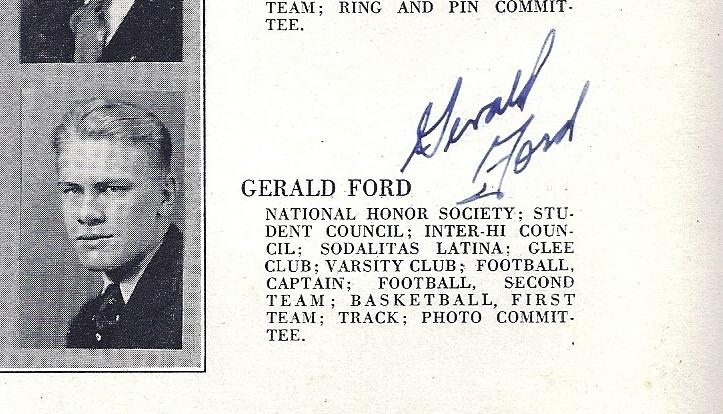 TEAM; RING AND PIN COMMIT-
TEE.
Gerald
Ford
GERALD FORD
NATIONAL HONOR SOCIETY; STU-
DENT COUNCIL; INTER-HI COUN-
CIL; SODALITAS LATINA; GLEE
CLUB; VARSITY CLUB; FOOTBALL,
CAPTAIN; FOOTBALL, SECOND
TEAM; BASKETBALL, FIRST
TEAM; TRACK; PHOTO COMMIT-
TEE.